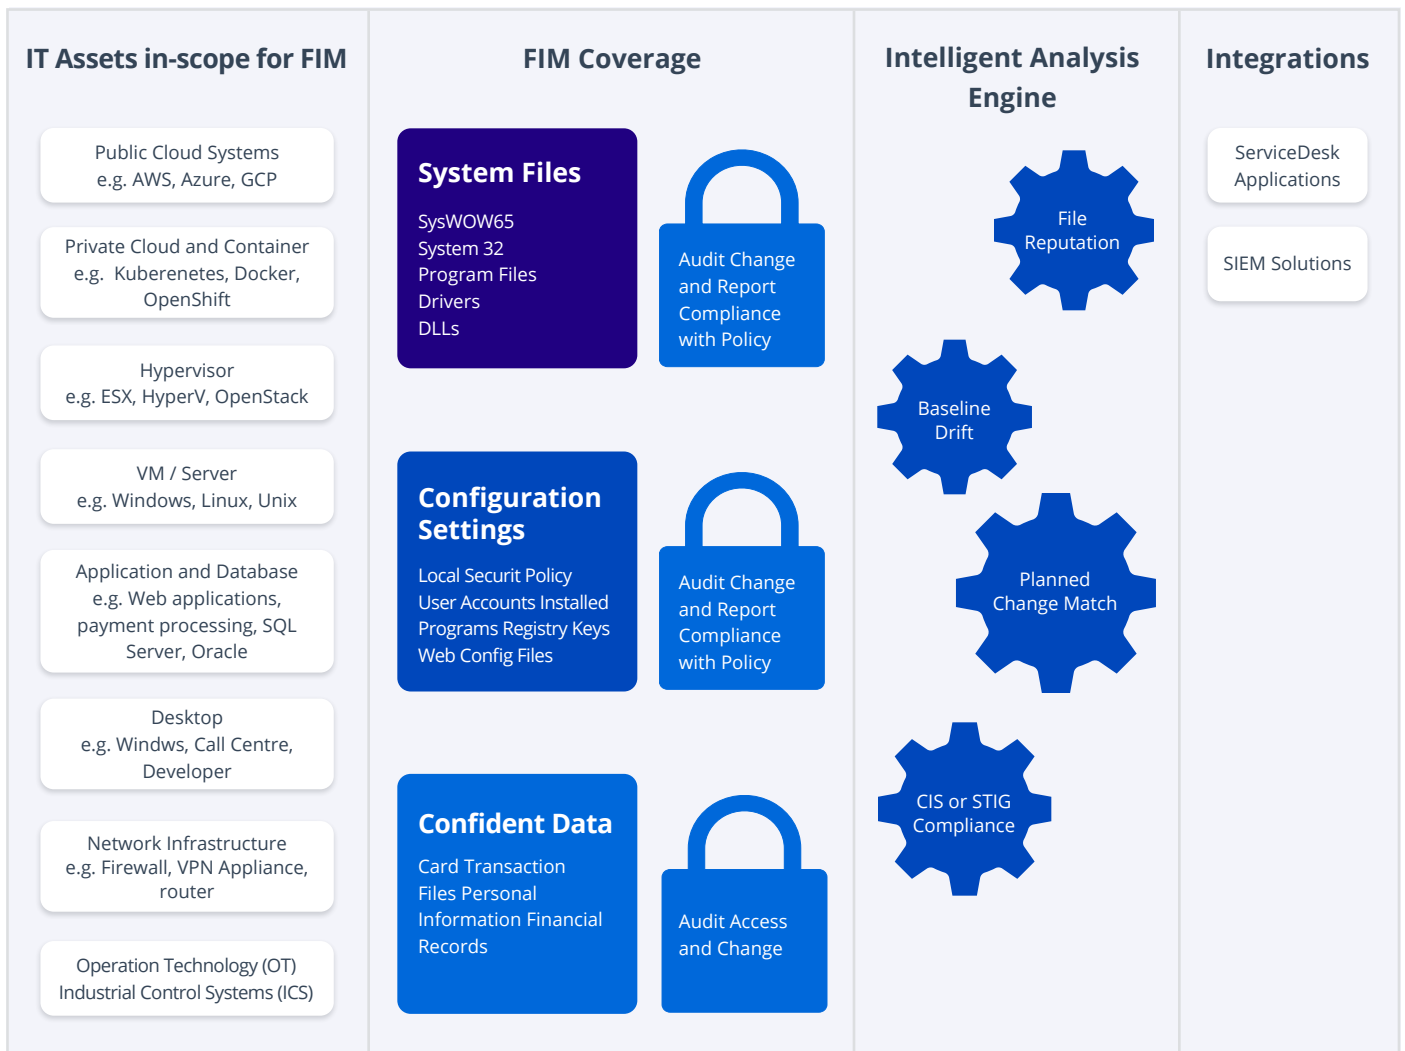 IT Assets in-scope for FIM
Public Cloud Systems
e.g. AWS, Azure, GCP
Private Cloud and Container
e.g. Kuberenetes, Docker,
OpenShift
Hypervisor
e.g. ESX, HyperV, OpenStack
VM / Server
e.g. Windows, Linux, Unix
Application and Database
e.g. Web applications,
payment processing, SQL
Server, Oracle
Desktop
e.g. Windws, Call Centre,
Developer
Network Infrastructure
e.g. Firewall, VPN Appliance,
router
Operation Technology (OT)
Industrial Control Systems (ICS)
FIM Coverage
System Files
SysWOW65
System 32
Program Files
Drivers
DLLs
Audit Change
and Report
Compliance
with Policy
Configuration
Settings
Local Securit Policy
User Accounts Installed
Programs Registry Keys
Web Config Files
Audit Change
and Report
Compliance
with Policy
Confident Data
Card Transaction
Files Personal
Information Financial
Records
Audit Access
and Change
Intelligent Analysis
Engine
File
Reputation
Baseline
Drift
Planned
Change Match
CIS or STIG
Compliance
Integrations
ServiceDesk
Applications
SIEM Solutions